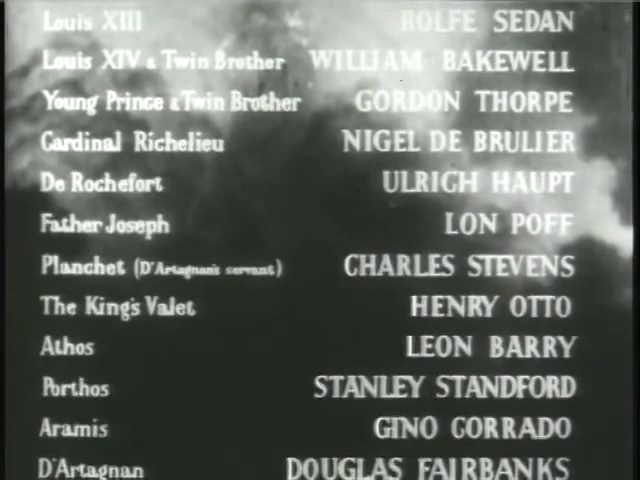 Louis XIII ROLFE SEDAN
Louis XIV & Twin Brother WILLIAM BAKEWELL
Young Prince & Twin Brother GORDON THORPE
Cardinal Richelieu NIGEL DE BRULIER
De Rochefort ULRICH HAUPT
Father Joseph LON POFF
Planchet (D'Artagnan's servant) CHARLES STEVENS
The King's Valet HENRY OTTO
Athos LEON BARRY
Porthos STANLEY STANDFORD
Aramis GINO CORRADO
D'Artagnan DOUGLAS FAIRBANKS